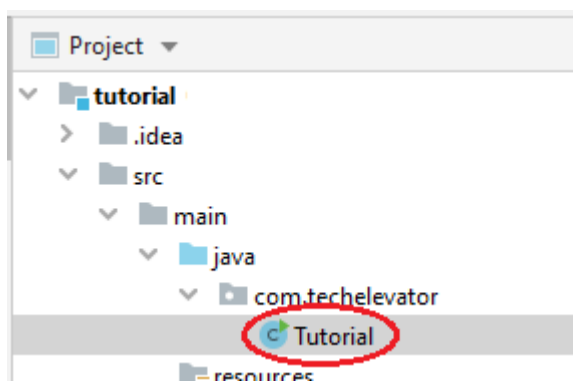 Project
tutorial
.idea
src
main
java
com.techelevator
C Tutorial
resources